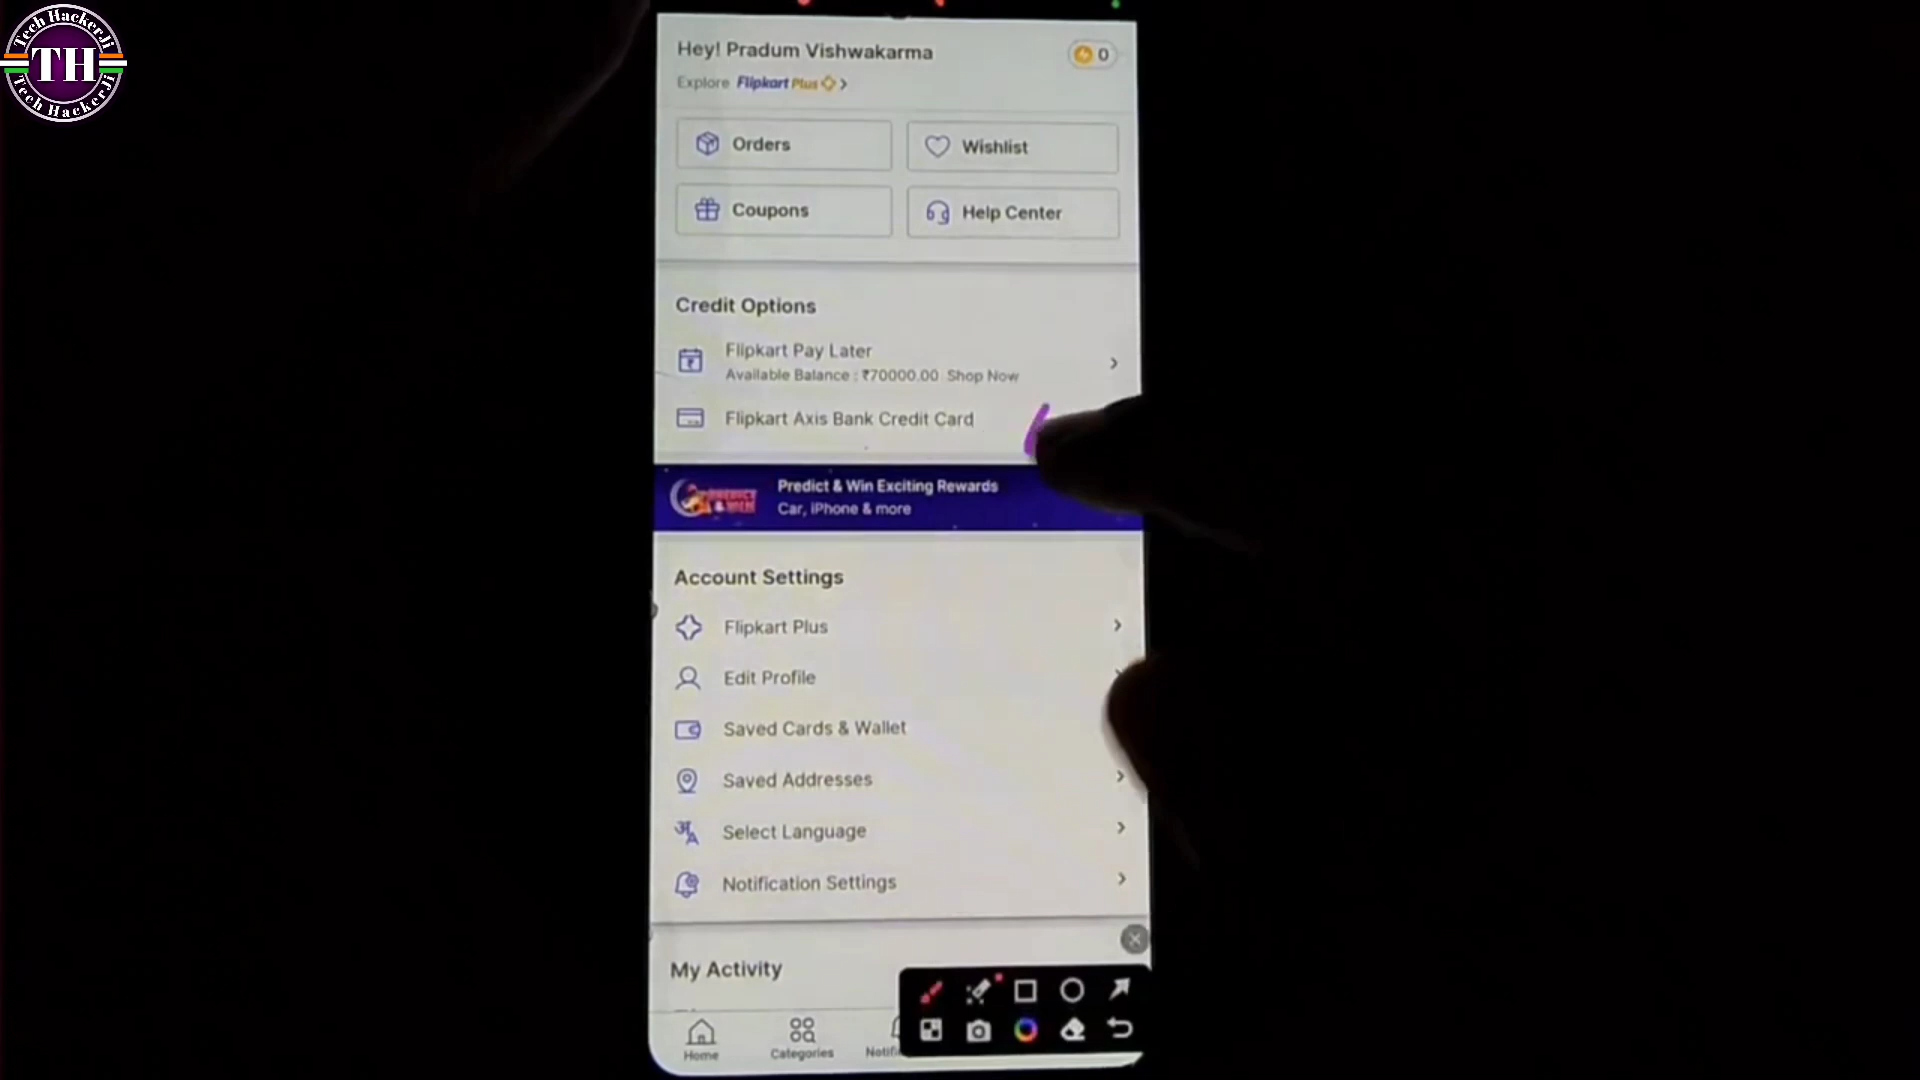 Tech HackerJi
TH
Tech HackerJi
Hey! Pradum Vishwakarma
0
Explore Flipkart Plus
Orders
Wishlist
Coupons
Help Center
Credit Options
Flipkart Pay Later
Available Balance : ₹70000.00 Shop Now
Flipkart Axis Bank Credit Card
PREDICT
& WIN
Predict & Win Exciting Rewards
Car, iPhone & more
Account Settings
Flipkart Plus
Edit Profile
Saved Cards & Wallet
Saved Addresses
Select Language
Notification Settings
My Activity
Home
Categories